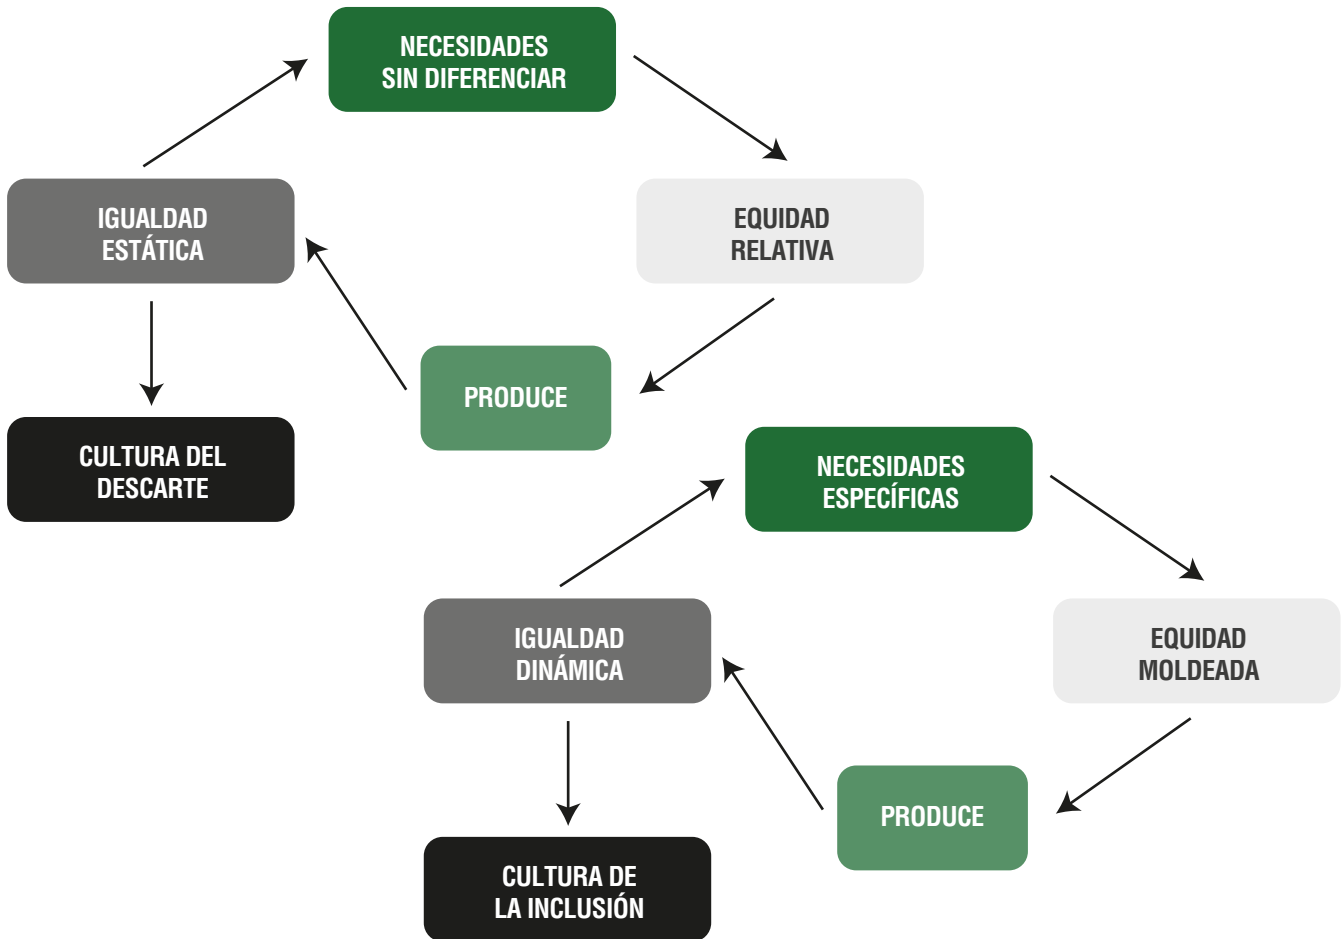 NECESIDADES
SIN DIFERENCIAR
IGUALDAD
ESTÁTICA
EQUIDAD
RELATIVA
PRODUCE
CULTURA DEL
DESCARTE
NECESIDADES
ESPECÍFICAS
IGUALDAD
DINÁMICA
EQUIDAD
MOLDEADA
PRODUCE
CULTURA DE
LA INCLUSIÓN